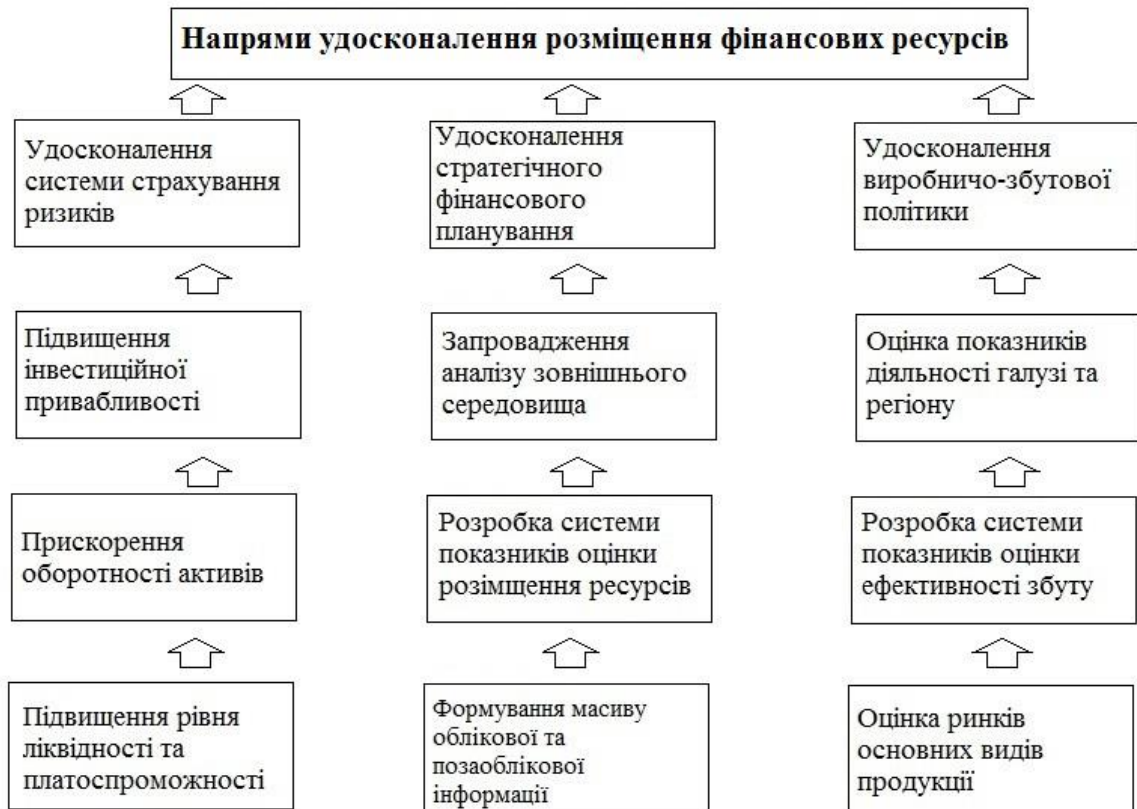 Напрями удосконалення розміщення фінансових ресурсів
Удосконалення
системи страхування
ризиків
Удосконалення
стратегічного
фінансового
планування
Удосконалення
виробничо-збутової
політики
Підвищення
інвестиційної
привабливості
Запровадження
аналізу зовнішнього
середовища
Оцінка показників
діяльності галузі та
регіону
Прискорення
оборотності активів
Розробка системи
показників оцінки
розімщення ресурсів
Розробка системи
показників оцінки
ефективності збуту
Підвищення рівня
ліквідності та
платоспроможності
Формування масиву
облікової та
позаоблікової
інформації
Оцінка ринків
основних видів
продукції